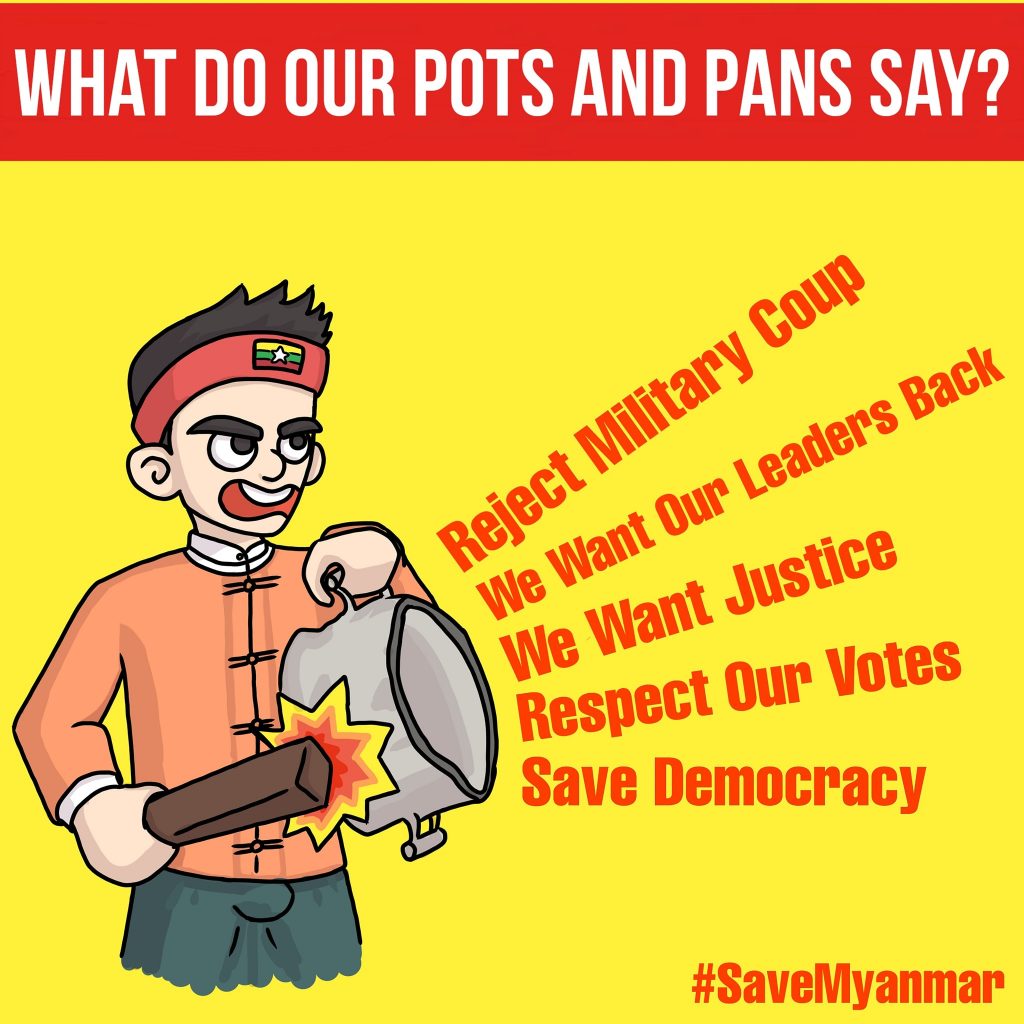 WHAT DO OUR POTS AND PANS SAY?
Reject Military Coup
We Want Our Leaders Back
We Want Justice
Respect Our Votes
Save Democracy
#SaveMyanmar